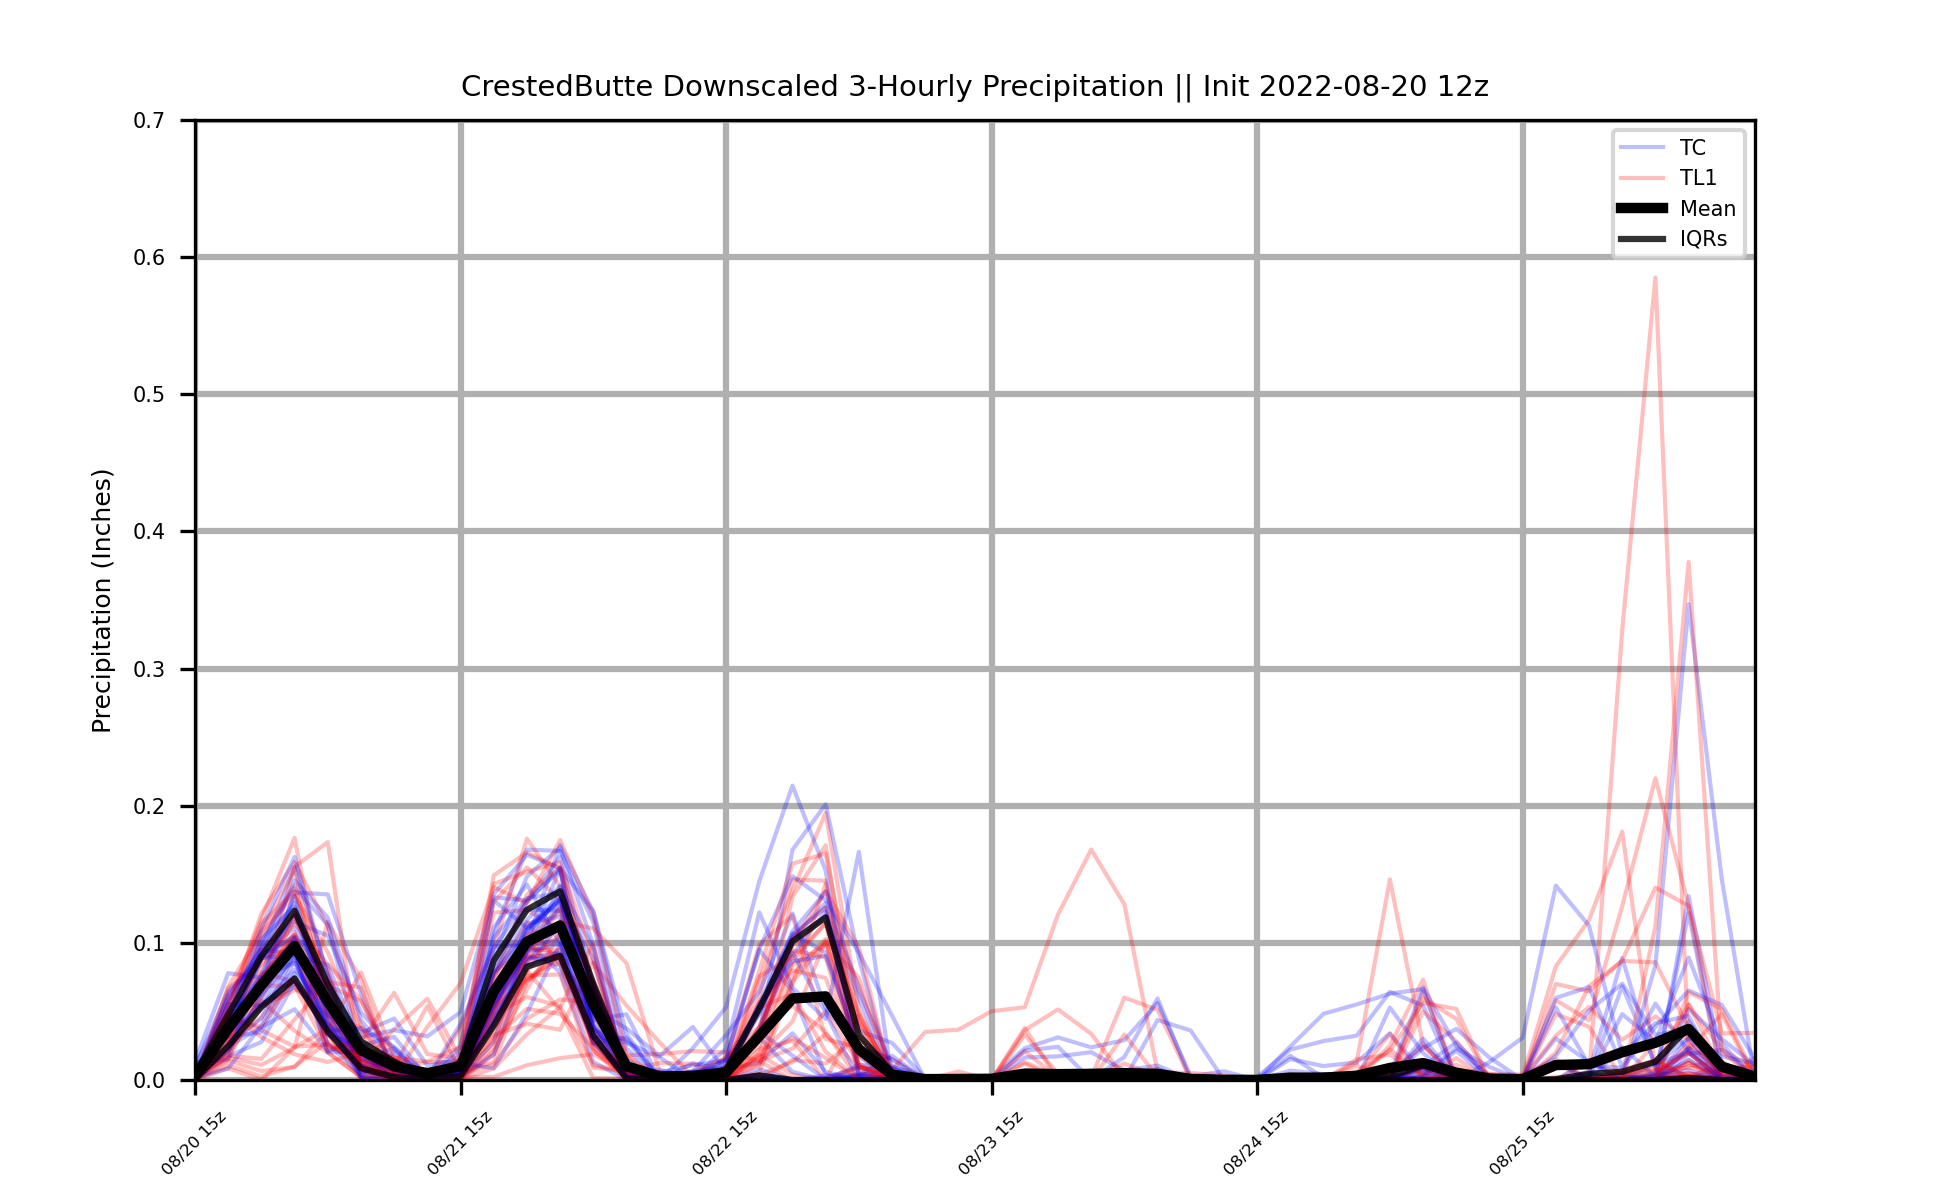 CrestedButte Downscaled 3-Hourly Precipitation || Init 2022-08-20 12z
TC
TL1
Mean
IQRs
Precipitation (Inches)
0.7
0.6
0.5
0.4
0.3
0.2
0.1
0.0
08/20 15z
08/21 15z
08/22 15z
08/23 15z
08/24 15z
08/25 15z